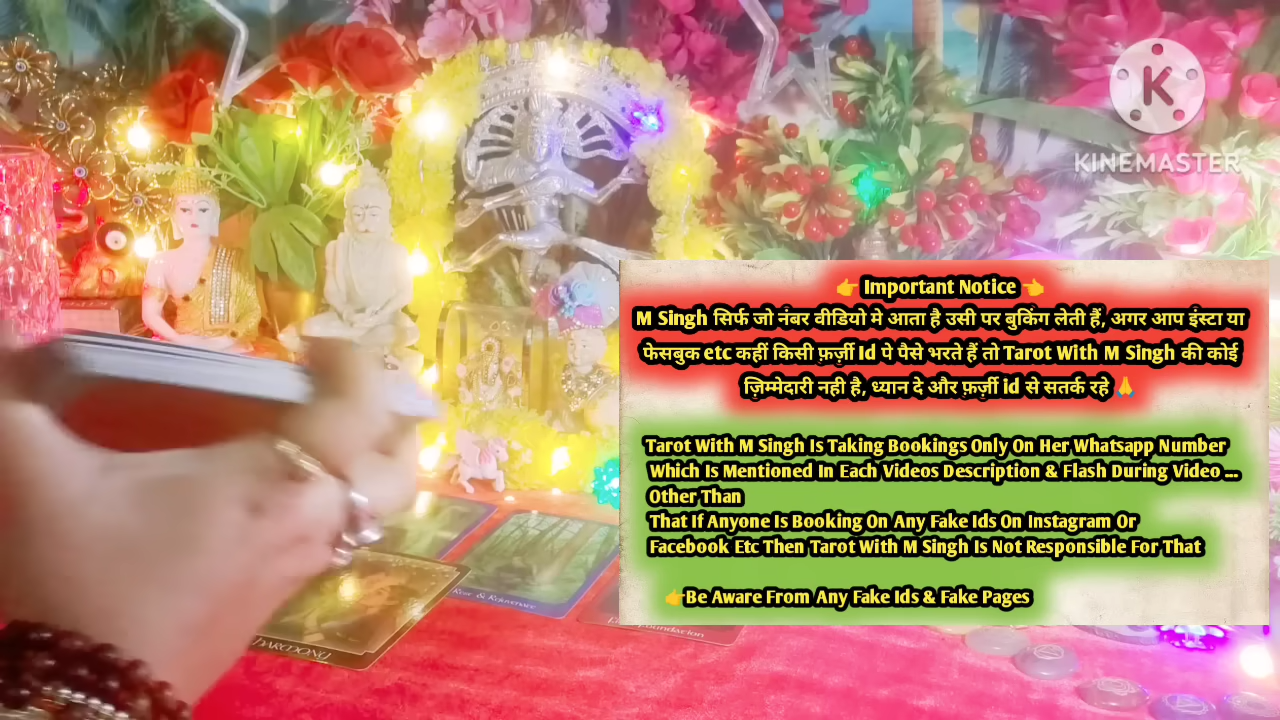 K
KINEMASTER
👉 Important Notice 👈
M Singh सिर्फ जो नंबर वीडियो मे आता है उसी पर बुकिंग लेती हैं, अगर आप इंस्टा या
फेसबुक etc कहीं किसी फ़र्ज़ी Id पे पैसे भरते हैं तो Tarot With M Singh की कोई
ज़िम्मेदारी नही है, ध्यान दे और फ़र्ज़ी id से सतर्क रहे 🙏
Tarot With M Singh Is Taking Bookings Only On Her Whatsapp Number
Which Is Mentioned In Each Videos Description & Flash During Video ...
Other Than
That If Anyone Is Booking On Any Fake Ids On Instagram Or
Facebook Etc Then Tarot With M Singh Is Not Responsible For That
👉Be Aware From Any Fake Ids & Fake Pages
Rest & Rejuvenate
Foundation
HARMONY